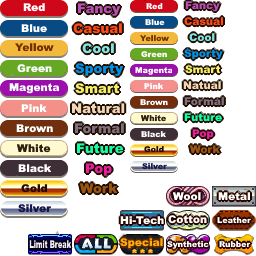 Red Fancy Red Fancy
Blue Casual Blue Casual
Yellow Cool Yellow Cool
Green Sporty Green Sporty
Magenta Smart Magenta Smart
Pink Natural Pink Natual
Brown Formal Brown Formal
White Future White Future
Black Pop Black Pop
Gold Work Gold Work
Silver Silver
Wool Metal
Hi-Tech Cotton Leather
Limit Break ALL Special Synthetic Rubber